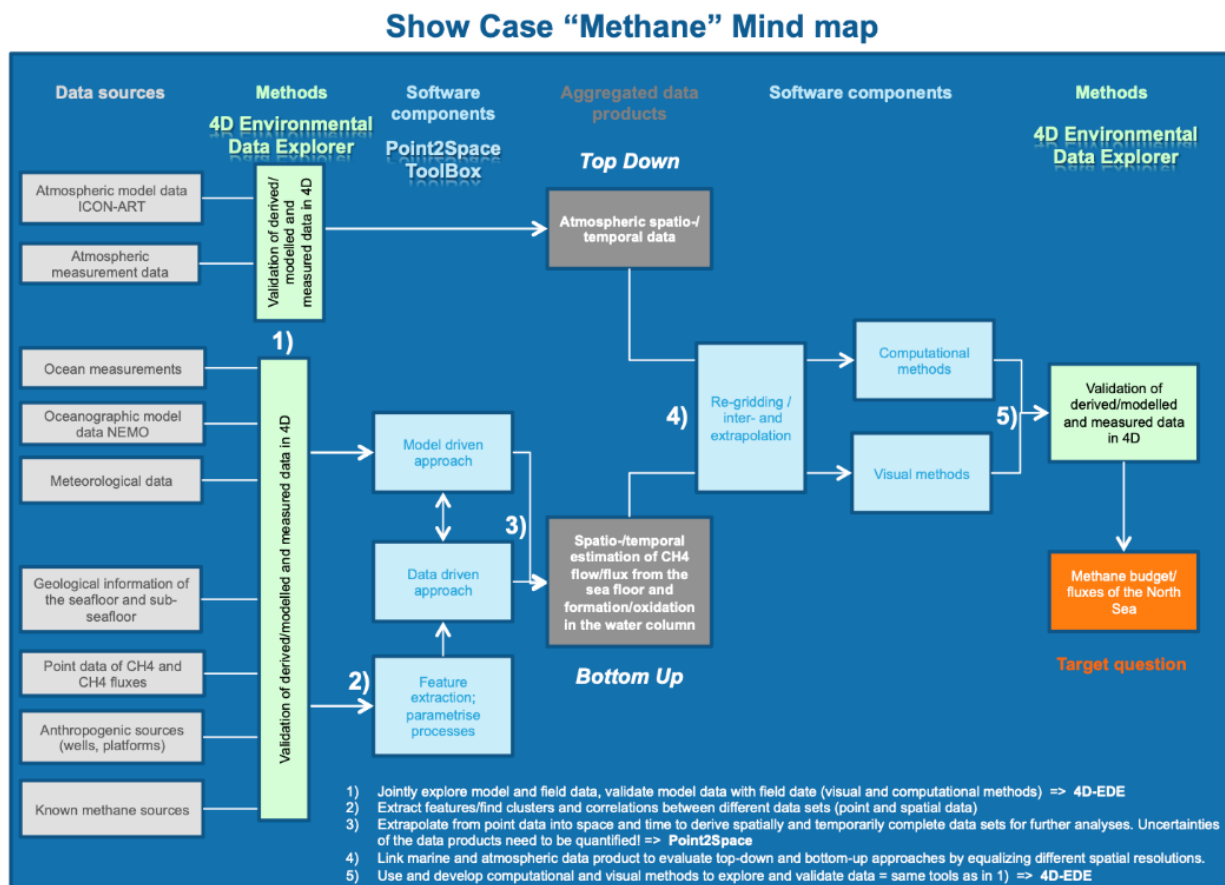 Show Case “Methane” Mind map
Data sources
Methods
Software
components
Aggregated data
products
Software components
Methods
4D Environmental
Data Explorer
Point2Space
ToolBox
Top Down
4D Environmental
Data Explorer
Atmospheric model data
ICON-ART
Atmospheric
measurement data
Validation of derived/
modelled and
measured data in 4D
Atmospheric spatio-/
temporal data
1)
Ocean measurements
Oceanographic model
data NEMO
Meteorological data
Geological information of
the seafloor and sub-
seafloor
Point data of CH4 and
CH4 fluxes
Anthropogenic sources
(wells, platforms)
Known methane sources
Validation of derived/modelled and measured data in 4D
Model driven
approach
Data driven
approach
2)
Feature
extraction;
parametrise
processes
3)
Spatio-/temporal
estimation of CH4
flow/flux from the
sea floor and
formation/oxidation
in the water column
Bottom Up
4)
Re-gridding /
inter- and
extrapolation
Computational
methods
Visual methods
5)
Validation of
derived/modelled
and measured data
in 4D
Methane budget/
fluxes of the North
Sea
Target question
1) Jointly explore model and field data, validate model data with field date (visual and computational methods) => 4D-EDE
2) Extract features/find clusters and correlations between different data sets (point and spatial data)
3) Extrapolate from point data into space and time to derive spatially and temporarily complete data sets for further analyses. Uncertainties
of the data products need to be quantified! => Point2Space
4) Link marine and atmospheric data product to evaluate top-down and bottom-up approaches by equalizing different spatial resolutions.
5) Use and develop computational and visual methods to explore and validate data = same tools as in 1) => 4D-EDE